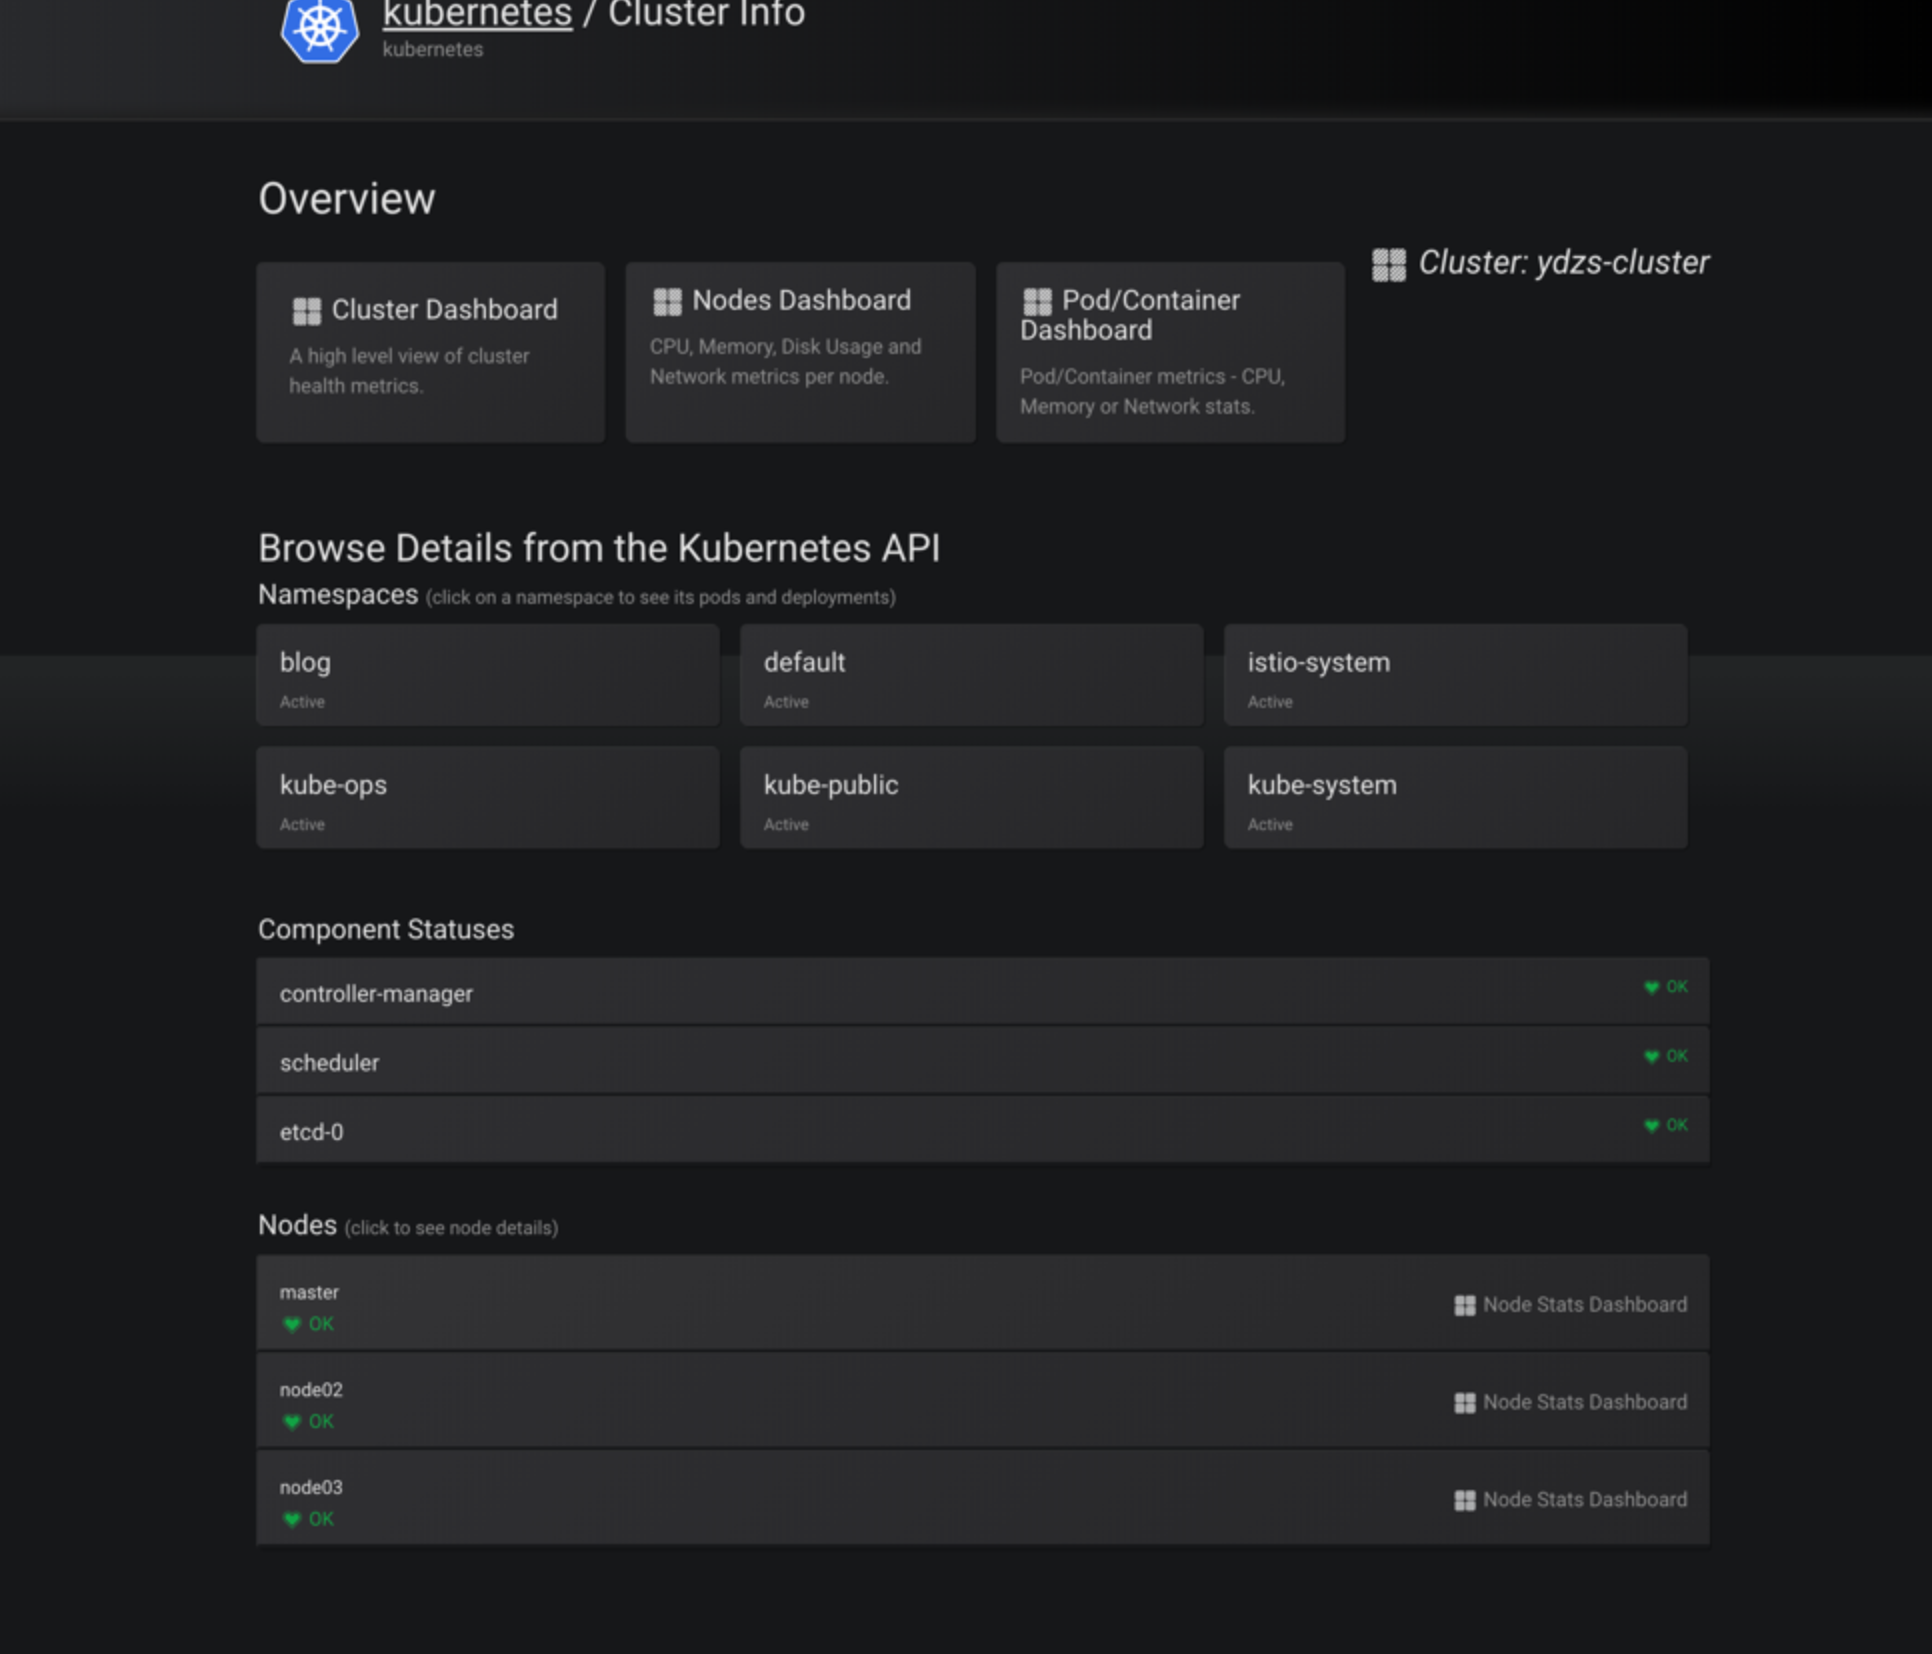 kubernetes / Cluster Info
kubernetes
Overview
Cluster: ydzs-cluster
Cluster Dashboard
A high level view of cluster
health metrics.
Nodes Dashboard
CPU, Memory, Disk Usage and
Network metrics per node.
Pod/Container
Dashboard
Pod/Container metrics - CPU,
Memory or Network stats.
Browse Details from the Kubernetes API
Namespaces (click on a namespace to see its pods and deployments)
blog
Active
default
Active
istio-system
Active
kube-ops
Active
kube-public
Active
kube-system
Active
Component Statuses
controller-manager
OK
scheduler
OK
etcd-0
OK
Nodes (click to see node details)
master
OK
Node Stats Dashboard
node02
OK
Node Stats Dashboard
node03
OK
Node Stats Dashboard